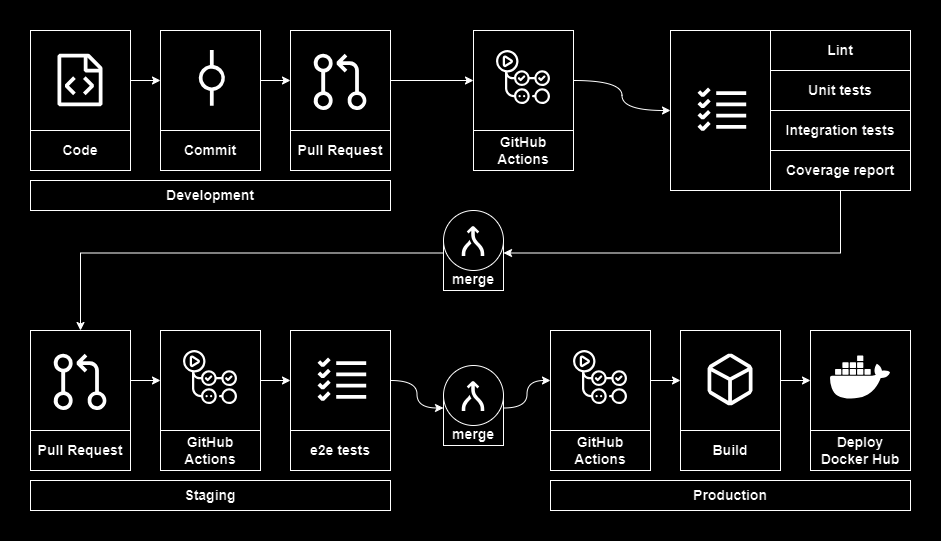 Code
Commit
Pull Request
GitHub
Actions
Lint
Unit tests
Integration tests
Coverage report
Development
merge
Pull Request
GitHub
Actions
e2e tests
merge
GitHub
Actions
Build
Deploy
Docker Hub
Staging
Production